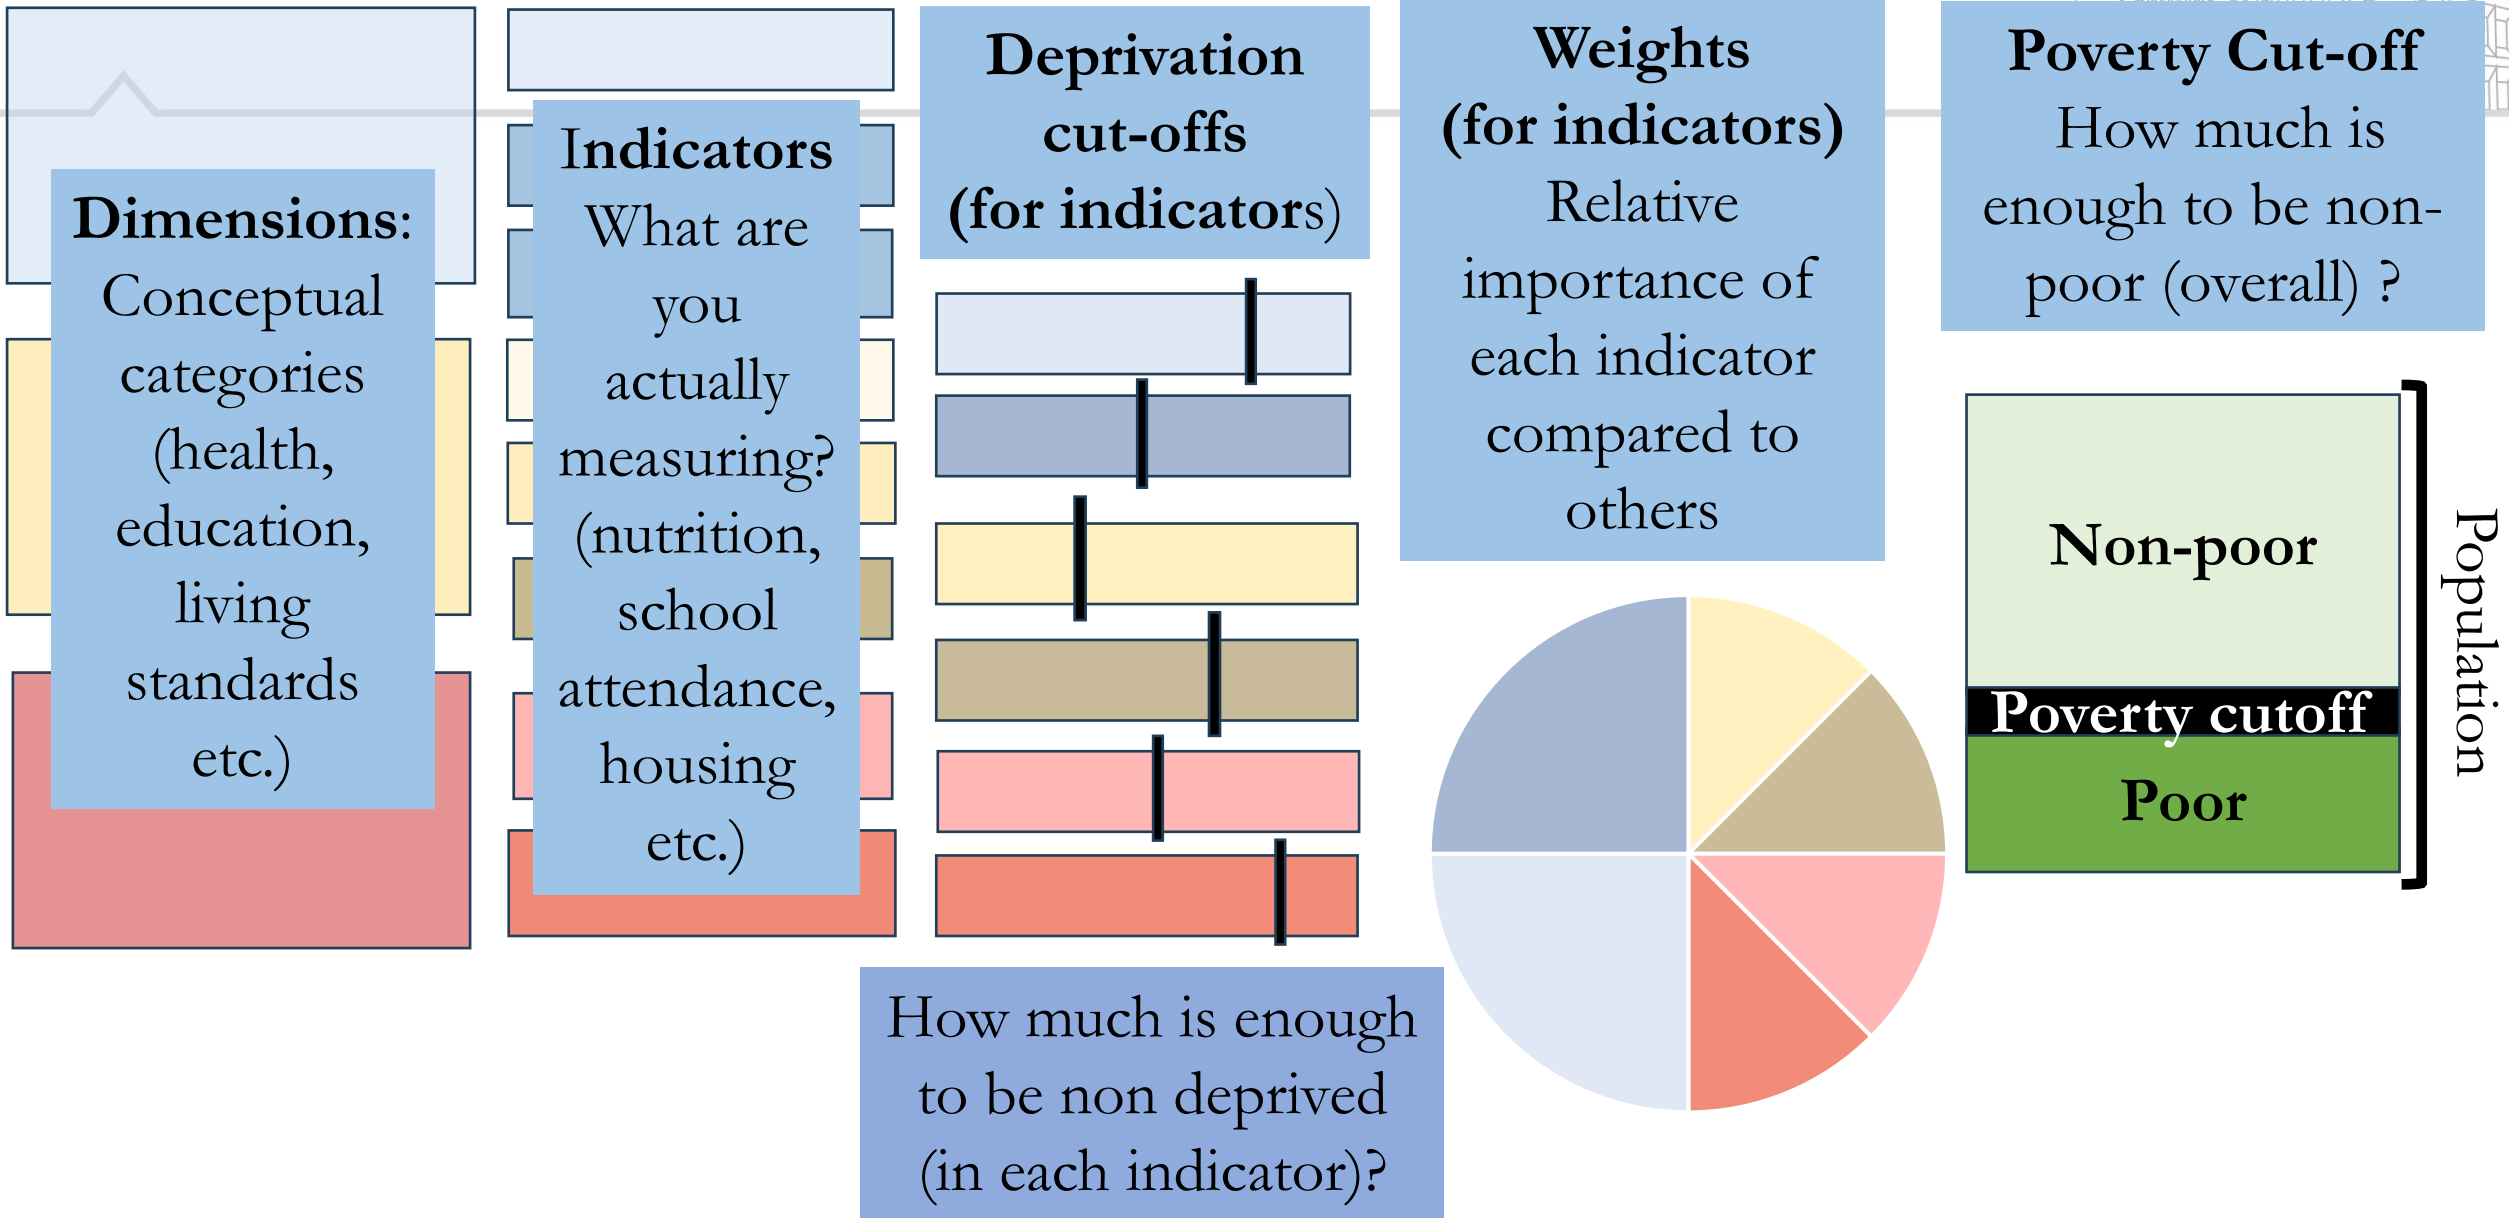 Dimensions:
Conceptual
categories
(health,
education,
living
standards
etc.)
Indicators
What are
you
actually
measuring?
(nutrition,
school
attendance,
housing
etc.)
Deprivation
cut-offs
(for indicators)
How much is enough
to be non deprived
(in each indicator)?
Weights
(for indicators)
Relative
importance of
each indicator
compared to
others
Poverty Cut-off
How much is
enough to be non-
poor (overall) ?
Non-poor
Poverty cutoff
Poor
Population